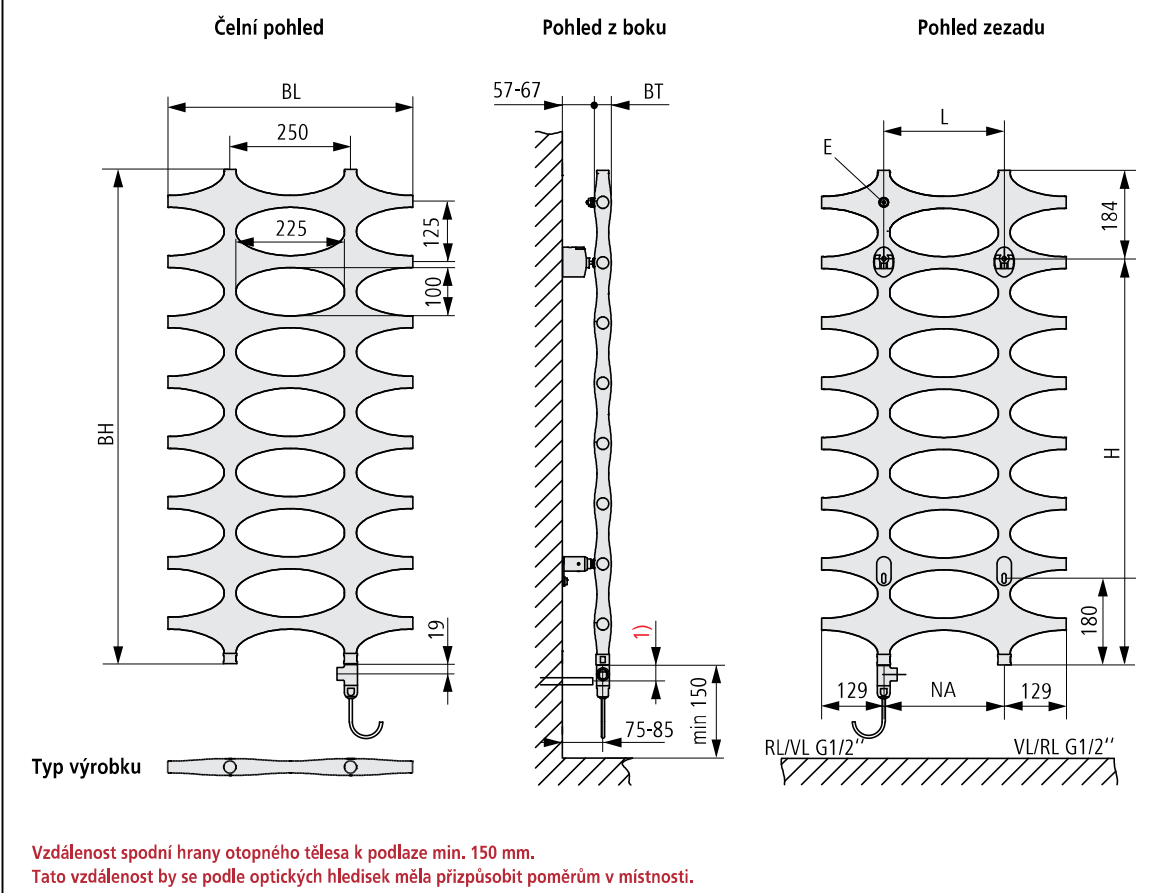 Čelní pohled
Pohled z boku
Pohled zezadu
BL
250
225
125
100
BH
19
57-67
BT
1)
min 150
75-85
L
E
184
H
180
129
NA
129
RL/VL G1/2''
VL/RL G1/2''
Typ výrobku
Vzdálenost spodní hrany otopného tělesa k podlaze min. 150 mm.
Tato vzdálenost by se podle optických hledisek měla přizpůsobit poměrům v místnosti.